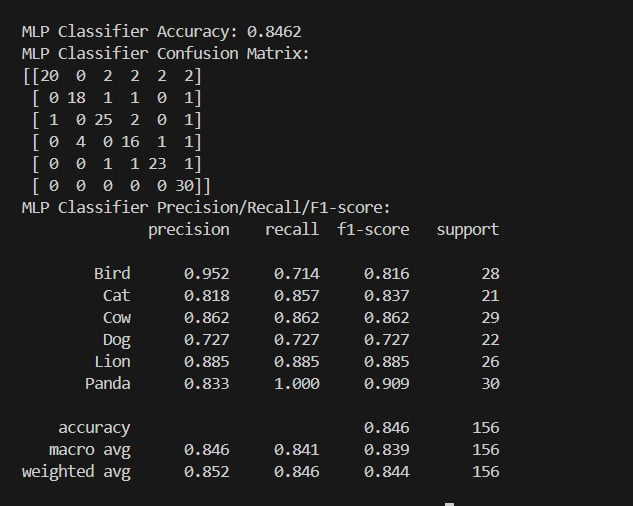 MLP Classifier Accuracy: 0.8462
MLP Classifier Confusion Matrix:
[[20  0  2  2  2  2]
 [ 0 18  1  1  0  1]
 [ 1  0 25  2  0  1]
 [ 0  4  0 16  1  1]
 [ 0  0  1  1 23  1]
 [ 0  0  0  0  0 30]]
MLP Classifier Precision/Recall/F1-score:
              precision    recall  f1-score   support
        Bird      0.952     0.714     0.816        28
         Cat      0.818     0.857     0.837        21
         Cow      0.862     0.862     0.862        29
         Dog      0.727     0.727     0.727        22
        Lion      0.885     0.885     0.885        26
       Panda      0.833     1.000     0.909        30
    accuracy                          0.846       156
   macro avg      0.846     0.841     0.839       156
weighted avg      0.852     0.846     0.844       156